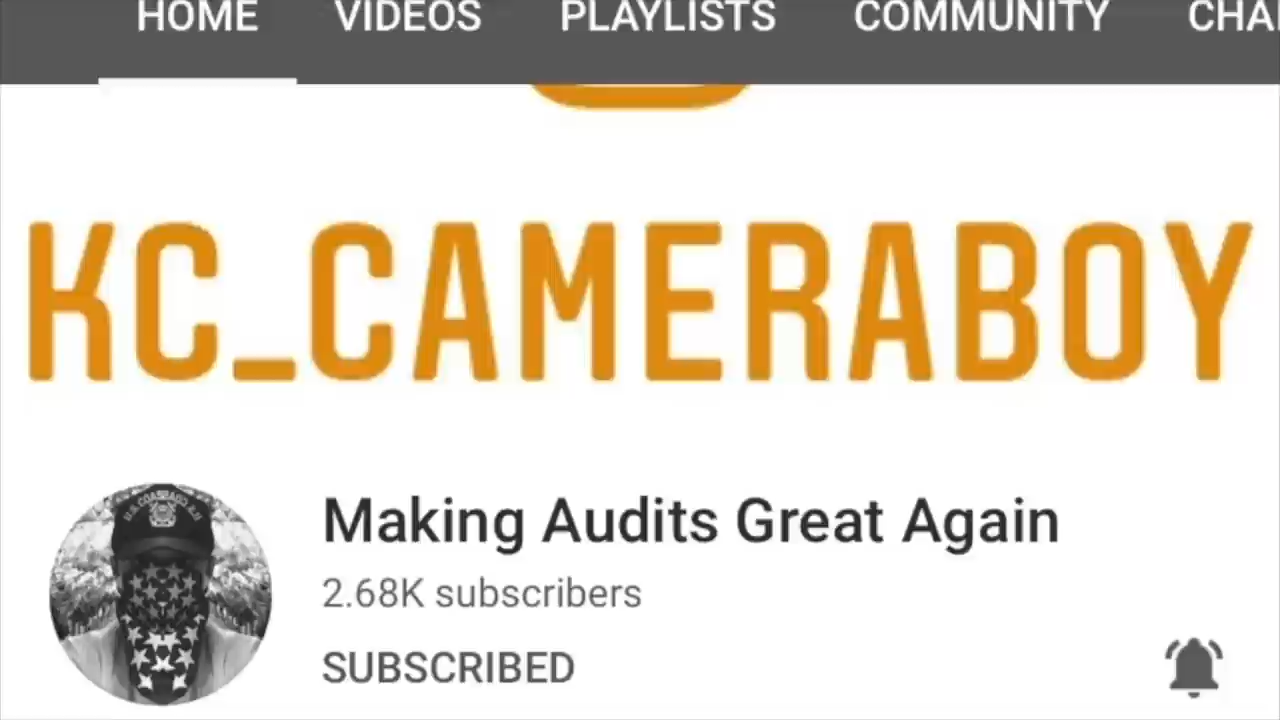 HOME VIDEOS PLAYLISTS COMMUNITY
KC_CAMERABOY
Making Audits Great Again
2.68K subscribers
SUBSCRIBED